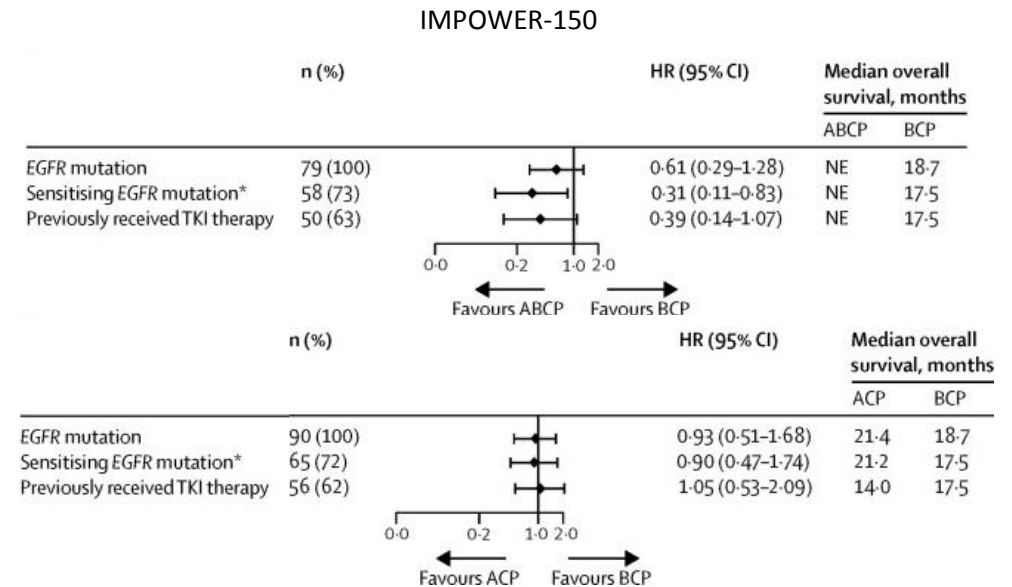 IMPOWER-150
n (%) HR (95% CI) Median overall
survival, months
ABCP BCP
EGFR mutation 79 (100) 0·61 (0·29–1·28) NE 18·7
Sensitising EGFR mutation* 58 (73) 0·31 (0·11–0·83) NE 17·5
Previously received TKI therapy 50 (63) 0·39 (0·14–1·07) NE 17·5
0·0 0·2 1·0 2·0
Favours ABCP Favours BCP
n (%) HR (95% CI) Median overall
survival, months
ACP BCP
EGFR mutation 90 (100) 0·93 (0·51–1·68) 21·4 18·7
Sensitising EGFR mutation* 65 (72) 0·90 (0·47–1·74) 21·2 17·5
Previously received TKI therapy 56 (62) 1·05 (0·53–2·09) 14·0 17·5
0·0 0·2 1·0 2·0
Favours ACP Favours BCP